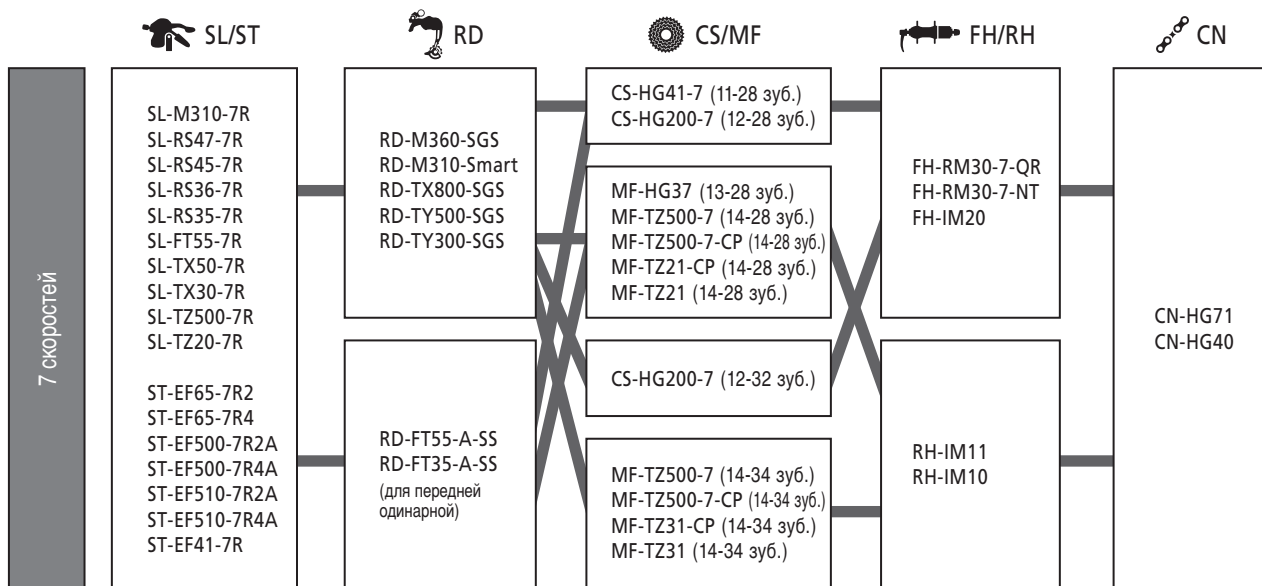 SL/ST
RD
CS/MF
FH/RH
CN
7 скоростей
SL-M310-7R
SL-RS47-7R
SL-RS45-7R
SL-RS36-7R
SL-RS35-7R
SL-FT55-7R
SL-TX50-7R
SL-TX30-7R
SL-TZ500-7R
SL-TZ20-7R
ST-EF65-7R2
ST-EF65-7R4
ST-EF500-7R2A
ST-EF500-7R4A
ST-EF510-7R2A
ST-EF510-7R4A
ST-EF41-7R
RD-M360-SGS
RD-M310-Smart
RD-TX800-SGS
RD-TY500-SGS
RD-TY300-SGS
RD-FT55-A-SS
RD-FT35-A-SS
(для передней
одинарной)
CS-HG41-7 (11-28 зуб.)
CS-HG200-7 (12-28 зуб.)
MF-HG37 (13-28 зуб.)
MF-TZ500-7 (14-28 зуб.)
MF-TZ500-7-CP (14-28 зуб.)
MF-TZ21-CP (14-28 зуб.)
MF-TZ21 (14-28 зуб.)
CS-HG200-7 (12-32 зуб.)
MF-TZ500-7 (14-34 зуб.)
MF-TZ500-7-CP (14-34 зуб.)
MF-TZ31-CP (14-34 зуб.)
MF-TZ31 (14-34 зуб.)
FH-RM30-7-QR
FH-RM30-7-NT
FH-IM20
RH-IM11
RH-IM10
CN-HG71
CN-HG40